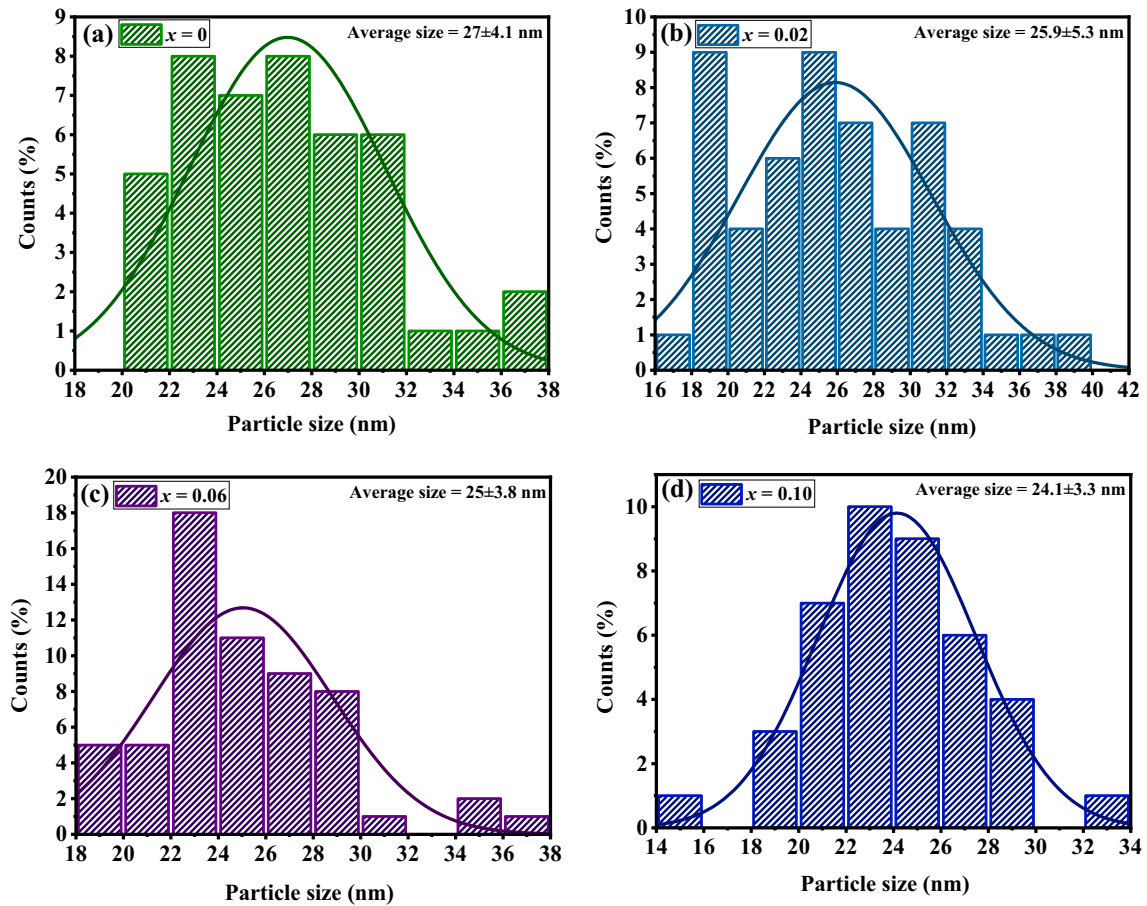 (a) x = 0 Average size = 27±4.1 nm
9
8
7
6
5
4
3
2
1
0
Counts (%)
18 20 22 24 26 28 30 32 34 36 38
Particle size (nm)
(b) x = 0.02 Average size = 25.9±5.3 nm
10
9
8
7
6
5
4
3
2
1
0
Counts (%)
16 18 20 22 24 26 28 30 32 34 36 38 40 42
Particle size (nm)
(c) x = 0.06 Average size = 25±3.8 nm
20
18
16
14
12
10
8
6
4
2
0
Counts (%)
18 20 22 24 26 28 30 32 34 36 38
Particle size (nm)
(d) x = 0.10 Average size = 24.1±3.3 nm
10
8
6
4
2
0
Counts (%)
14 16 18 20 22 24 26 28 30 32 34
Particle size (nm)